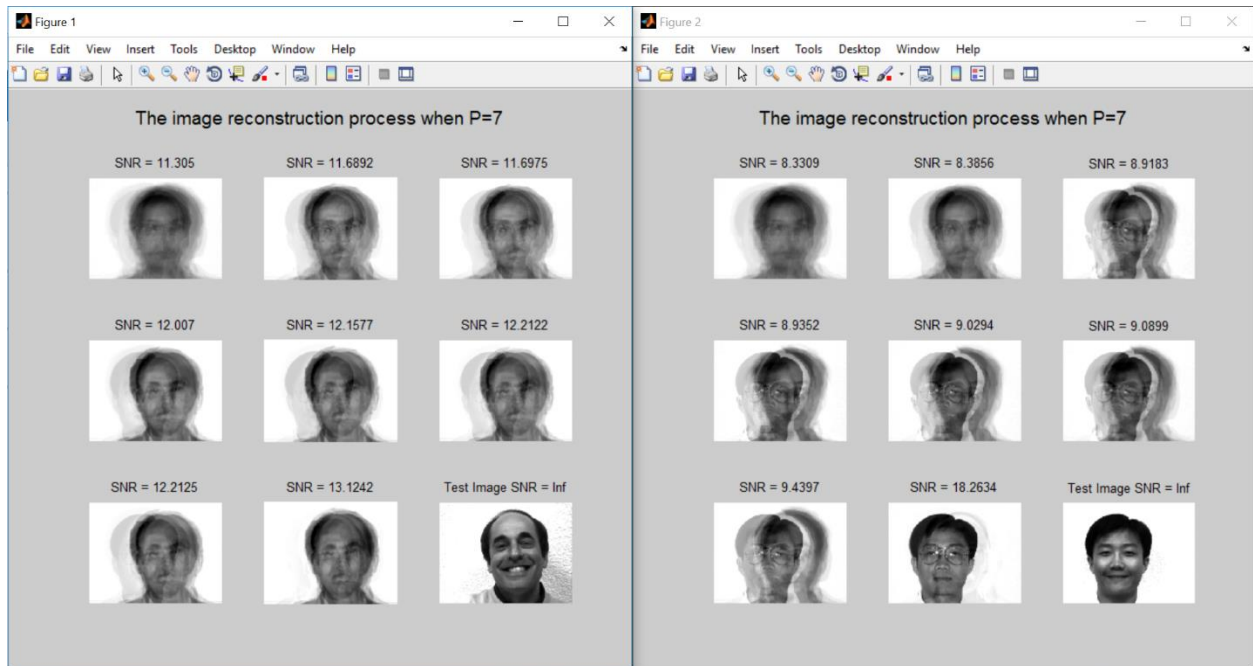 Figure 1
File Edit View Insert Tools Desktop Window Help
The image reconstruction process when P=7
SNR = 11.305 SNR = 11.6892 SNR = 11.6975
SNR = 12.007 SNR = 12.1577 SNR = 12.2122
SNR = 12.2125 SNR = 13.1242 Test Image SNR = Inf
Figure 2
File Edit View Insert Tools Desktop Window Help
The image reconstruction process when P=7
SNR = 8.3309 SNR = 8.3856 SNR = 8.9183
SNR = 8.9352 SNR = 9.0294 SNR = 9.0899
SNR = 9.4397 SNR = 18.2634 Test Image SNR = Inf